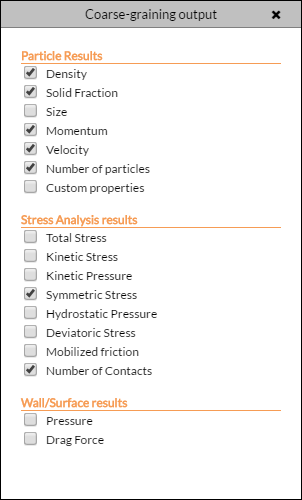 Coarse-graining output
Particle Results
Density
Solid Fraction
Size
Momentum
Velocity
Number of particles
Custom properties
Stress Analysis results
Total Stress
Kinetic Stress
Kinetic Pressure
Symmetric Stress
Hydrostatic Pressure
Deviatoric Stress
Mobilized friction
Number of Contacts
Wall/Surface results
Pressure
Drag Force